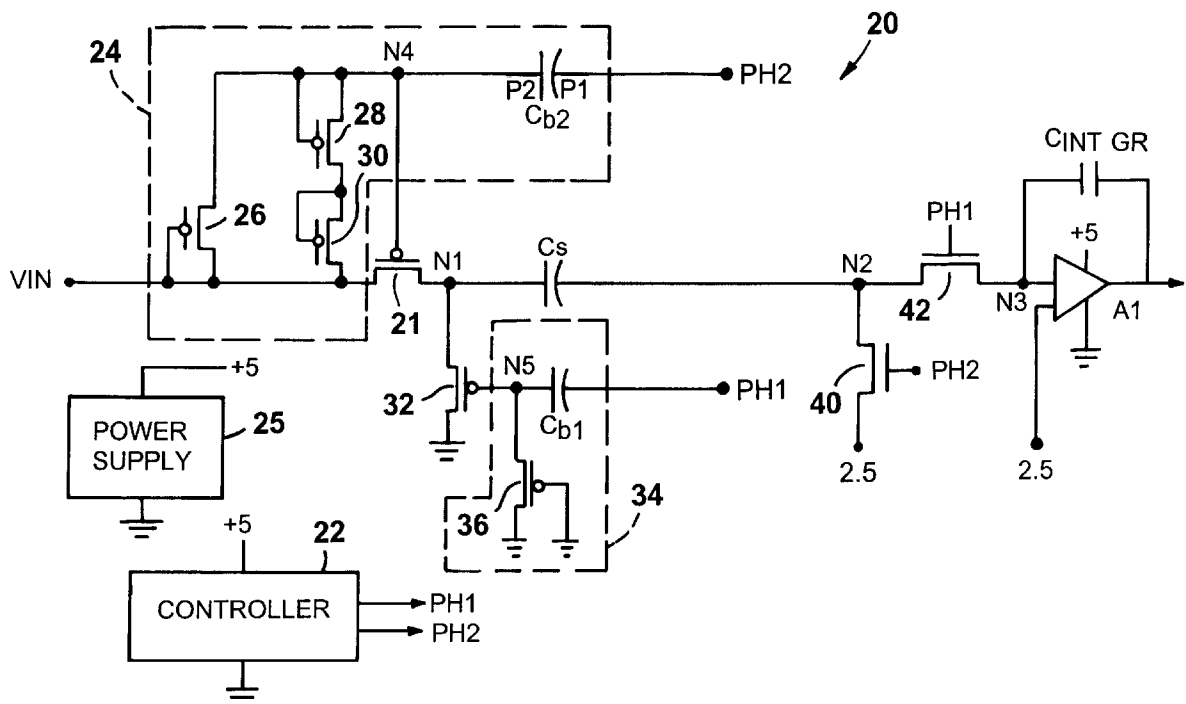 20
24
N4
PH2
P2
P1
Cb2
28
CINT GR
30
26
PH1
+5
VIN
N1
Cs
N2
21
42
N3
A1
N5
+5
32
PH1
40
PH2
Cb1
25
POWER
SUPPLY
2.5
2.5
36
34
+5
22
CONTROLLER
PH1
PH2